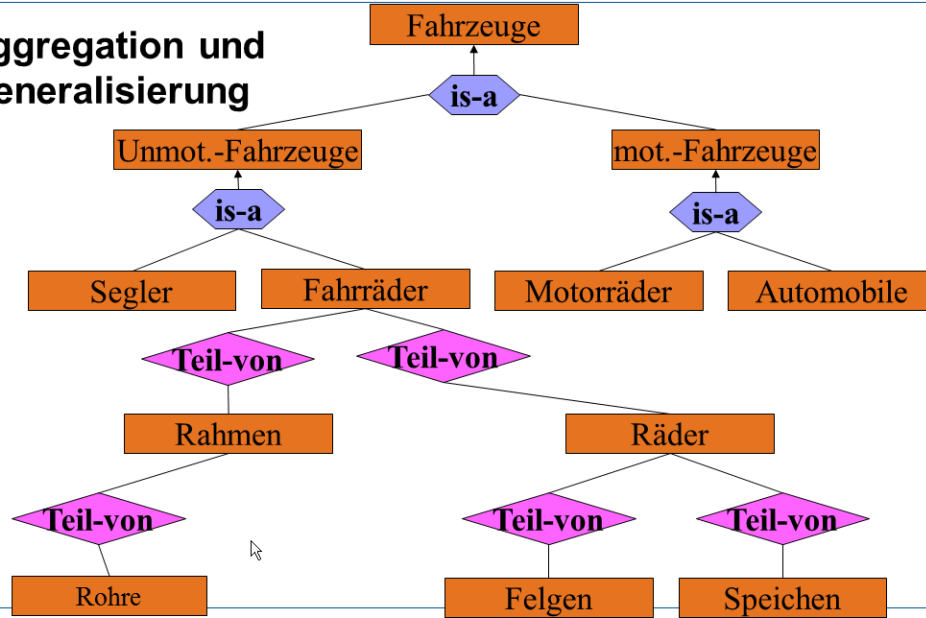 Fahrzeuge
ggregation und
eneralisierung
is-a
Unmot.-Fahrzeuge
mot.-Fahrzeuge
is-a
is-a
Segler
Fahrräder
Motorräder
Automobile
Teil-von
Teil-von
Rahmen
Räder
Teil-von
Teil-von
Teil-von
Rohre
Felgen
Speichen